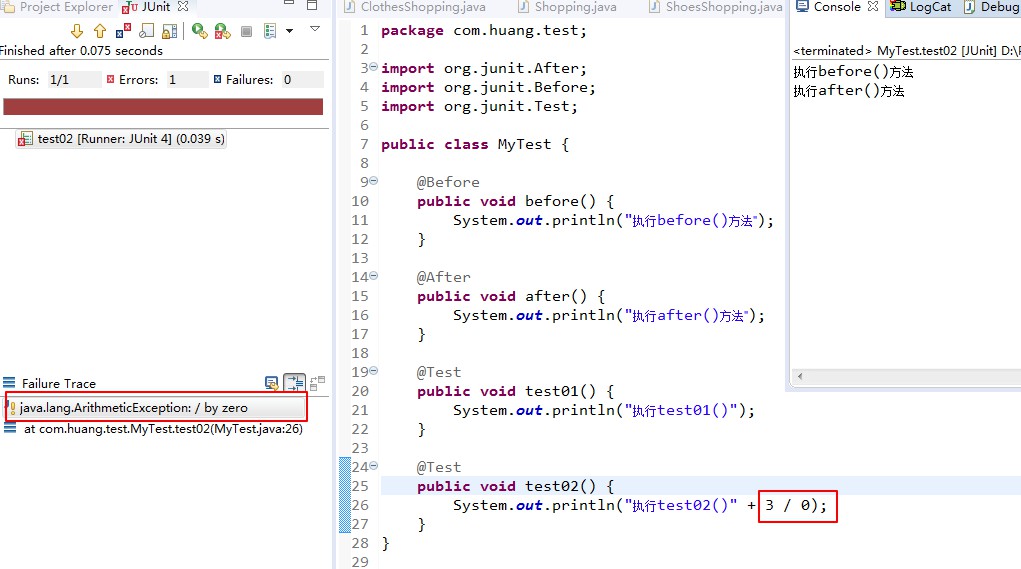 Project Explorer JUnit
Finished after 0.075 seconds
Runs: 1/1 Errors: 1 Failures: 0
test02 [Runner: JUnit 4] (0.039 s)
Failure Trace
java.lang.ArithmeticException: / by zero
at com.huang.test.MyTest.test02(MyTest.java:26)
ClothesShopping.java Shopping.java ShoesShopping.java
1 package com.huang.test;
2
3 import org.junit.After;
4 import org.junit.Before;
5 import org.junit.Test;
6
7 public class MyTest {
8
9 @Before
10 public void before() {
11 System.out.println("执行before()方法");
12 }
13
14 @After
15 public void after() {
16 System.out.println("执行after()方法");
17 }
18
19 @Test
20 public void test01() {
21 System.out.println("执行test01()");
22 }
23
24 @Test
25 public void test02() {
26 System.out.println("执行test02()" + 3 / 0);
27 }
28 }
29
Console LogCat Debug
<terminated> MyTest.test02 [JUnit] D:\
执行before()方法
执行after()方法